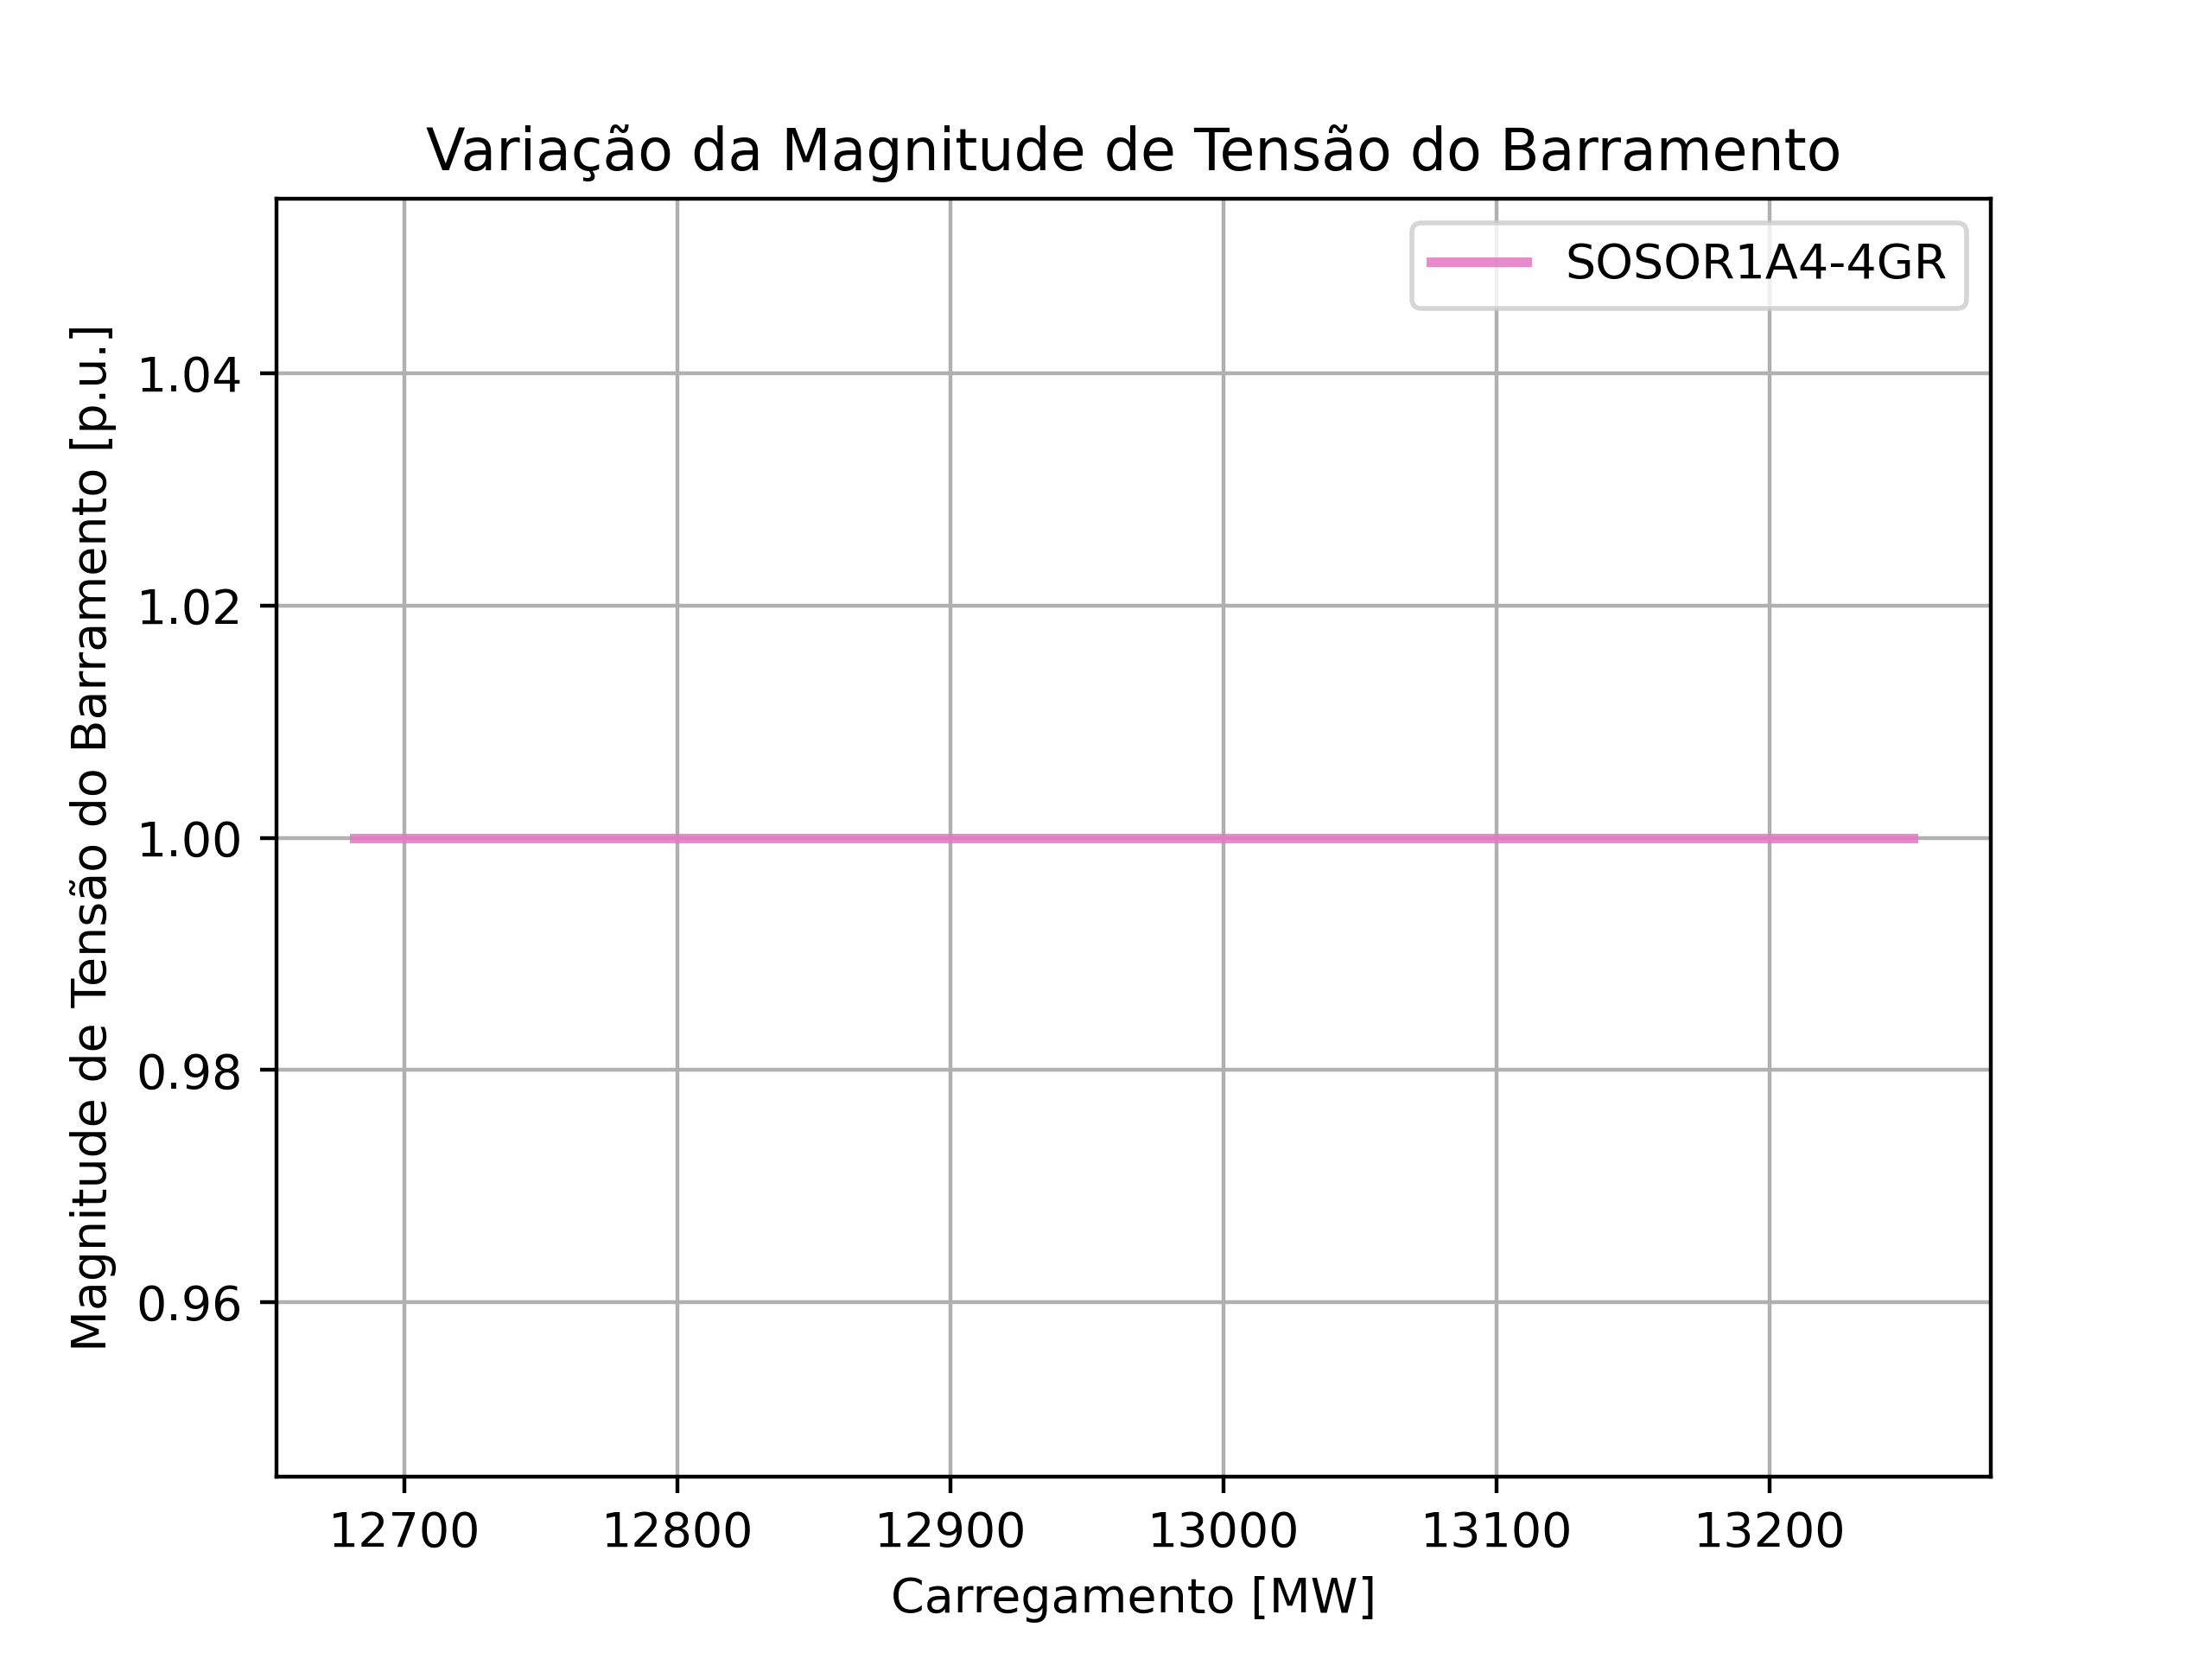 Variação da Magnitude de Tensão do Barramento
SOSOR1A4-4GR
Magnitude de Tensão do Barramento [p.u.]
1.04
1.02
1.00
0.98
0.96
12700 12800 12900 13000 13100 13200
Carregamento [MW]